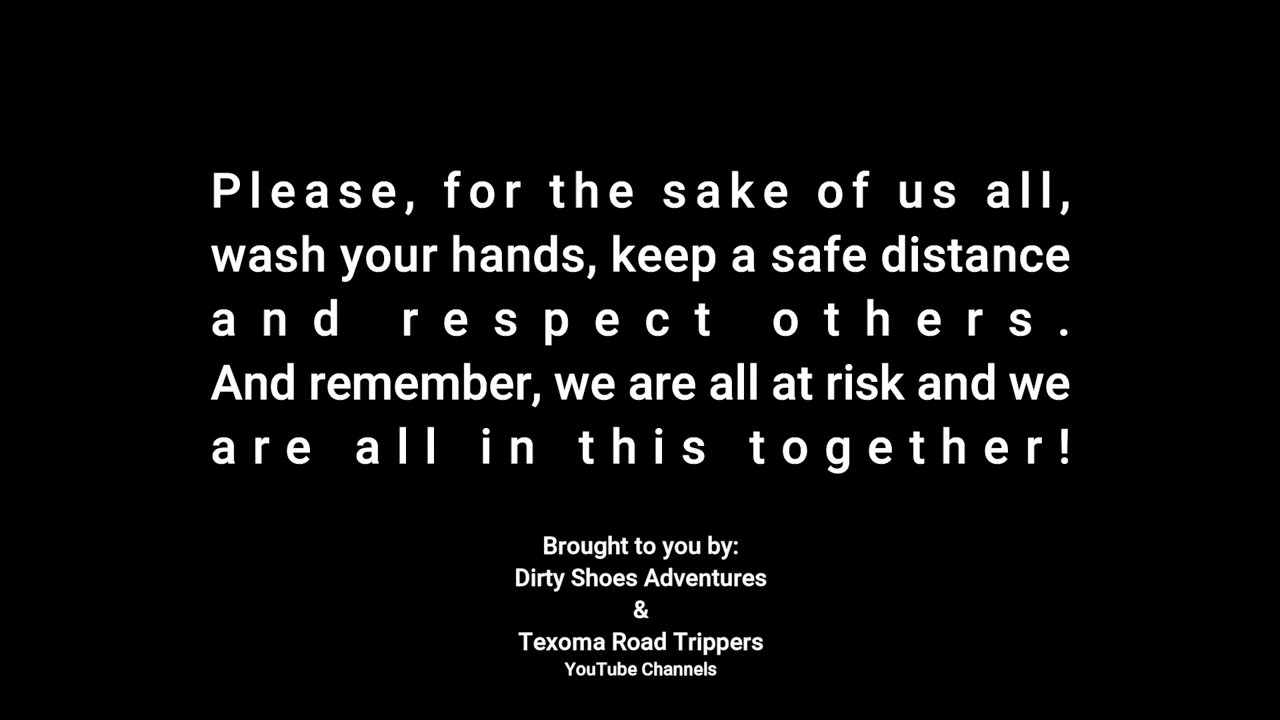 Please, for the sake of us all,
wash your hands, keep a safe distance
and respect others.
And remember, we are all at risk and we
are all in this together!
Brought to you by:
Dirty Shoes Adventures
&
Texoma Road Trippers
YouTube Channels